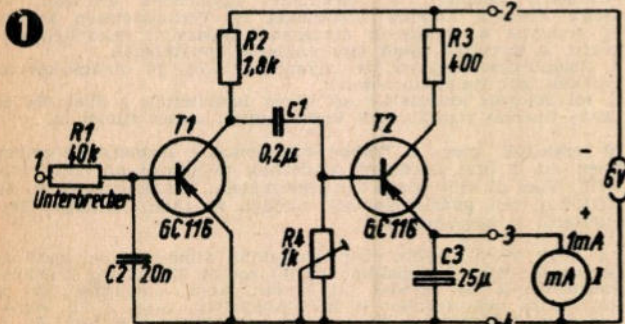 1
R2
1,8k
R3
400
2
T1
C1
0,2µ
T2
R1
40k
1
Unterbrecher
GC116
GC116
R4
1k
C2
20n
C3
25µ
3
1mA
mA
I
-
6V
+
4